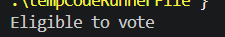 .\tempCodeRunnerFile }
Eligible to vote